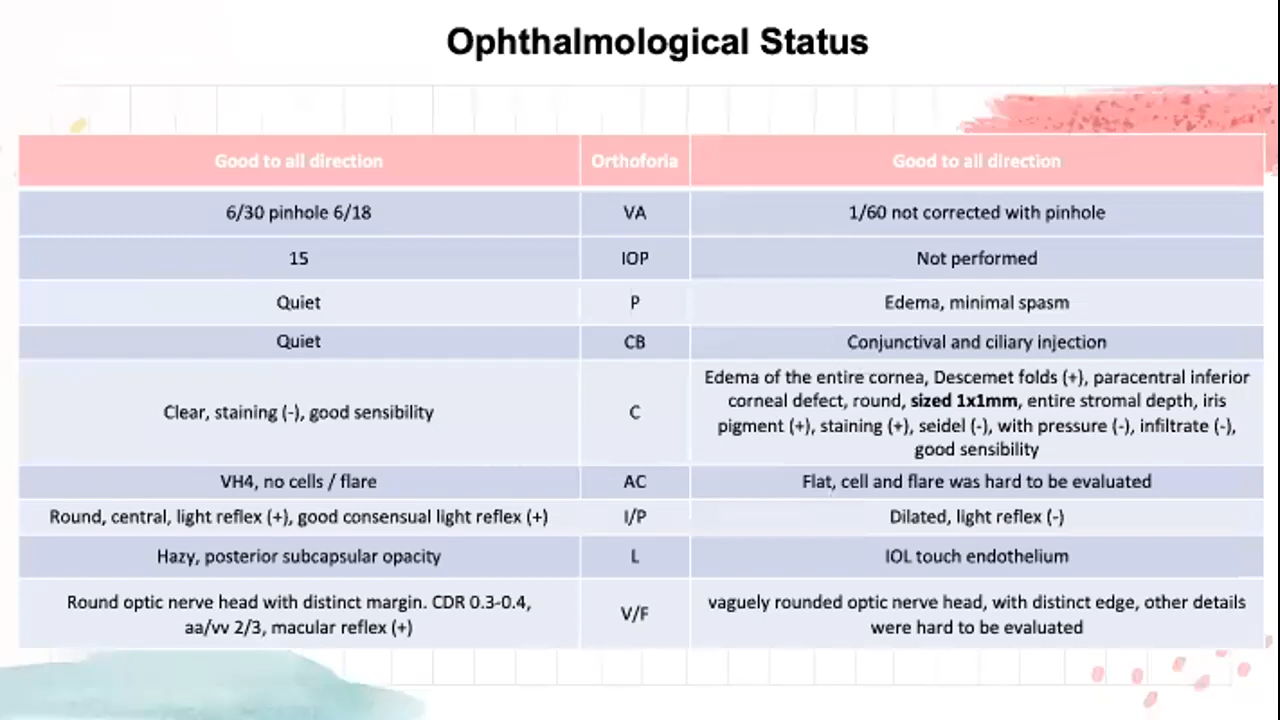 Ophthalmological Status
Good to all direction
Orthoforia
Good to all direction
6/30 pinhole 6/18
VA
1/60 not corrected with pinhole
15
IOP
Not performed
Quiet
P
Edema, minimal spasm
Quiet
CB
Conjunctival and ciliary injection
Clear, staining (-), good sensibility
C
Edema of the entire cornea, Descemet folds (+), paracentral inferior
corneal defect, round, sized 1x1mm, entire stromal depth, iris
pigment (+), staining (+), seidel (-), with pressure (-), infiltrate (-),
good sensibility
VH4, no cells / flare
AC
Flat, cell and flare was hard to be evaluated
Round, central, light reflex (+), good consensual light reflex (+)
I/P
Dilated, light reflex (-)
Hazy, posterior subcapsular opacity
L
IOL touch endothelium
Round optic nerve head with distinct margin. CDR 0.3-0.4,
aa/vv 2/3, macular reflex (+)
V/F
vaguely rounded optic nerve head, with distinct edge, other details
were hard to be evaluated